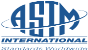 ASTM
INTERNATIONAL
Standards Worldwide